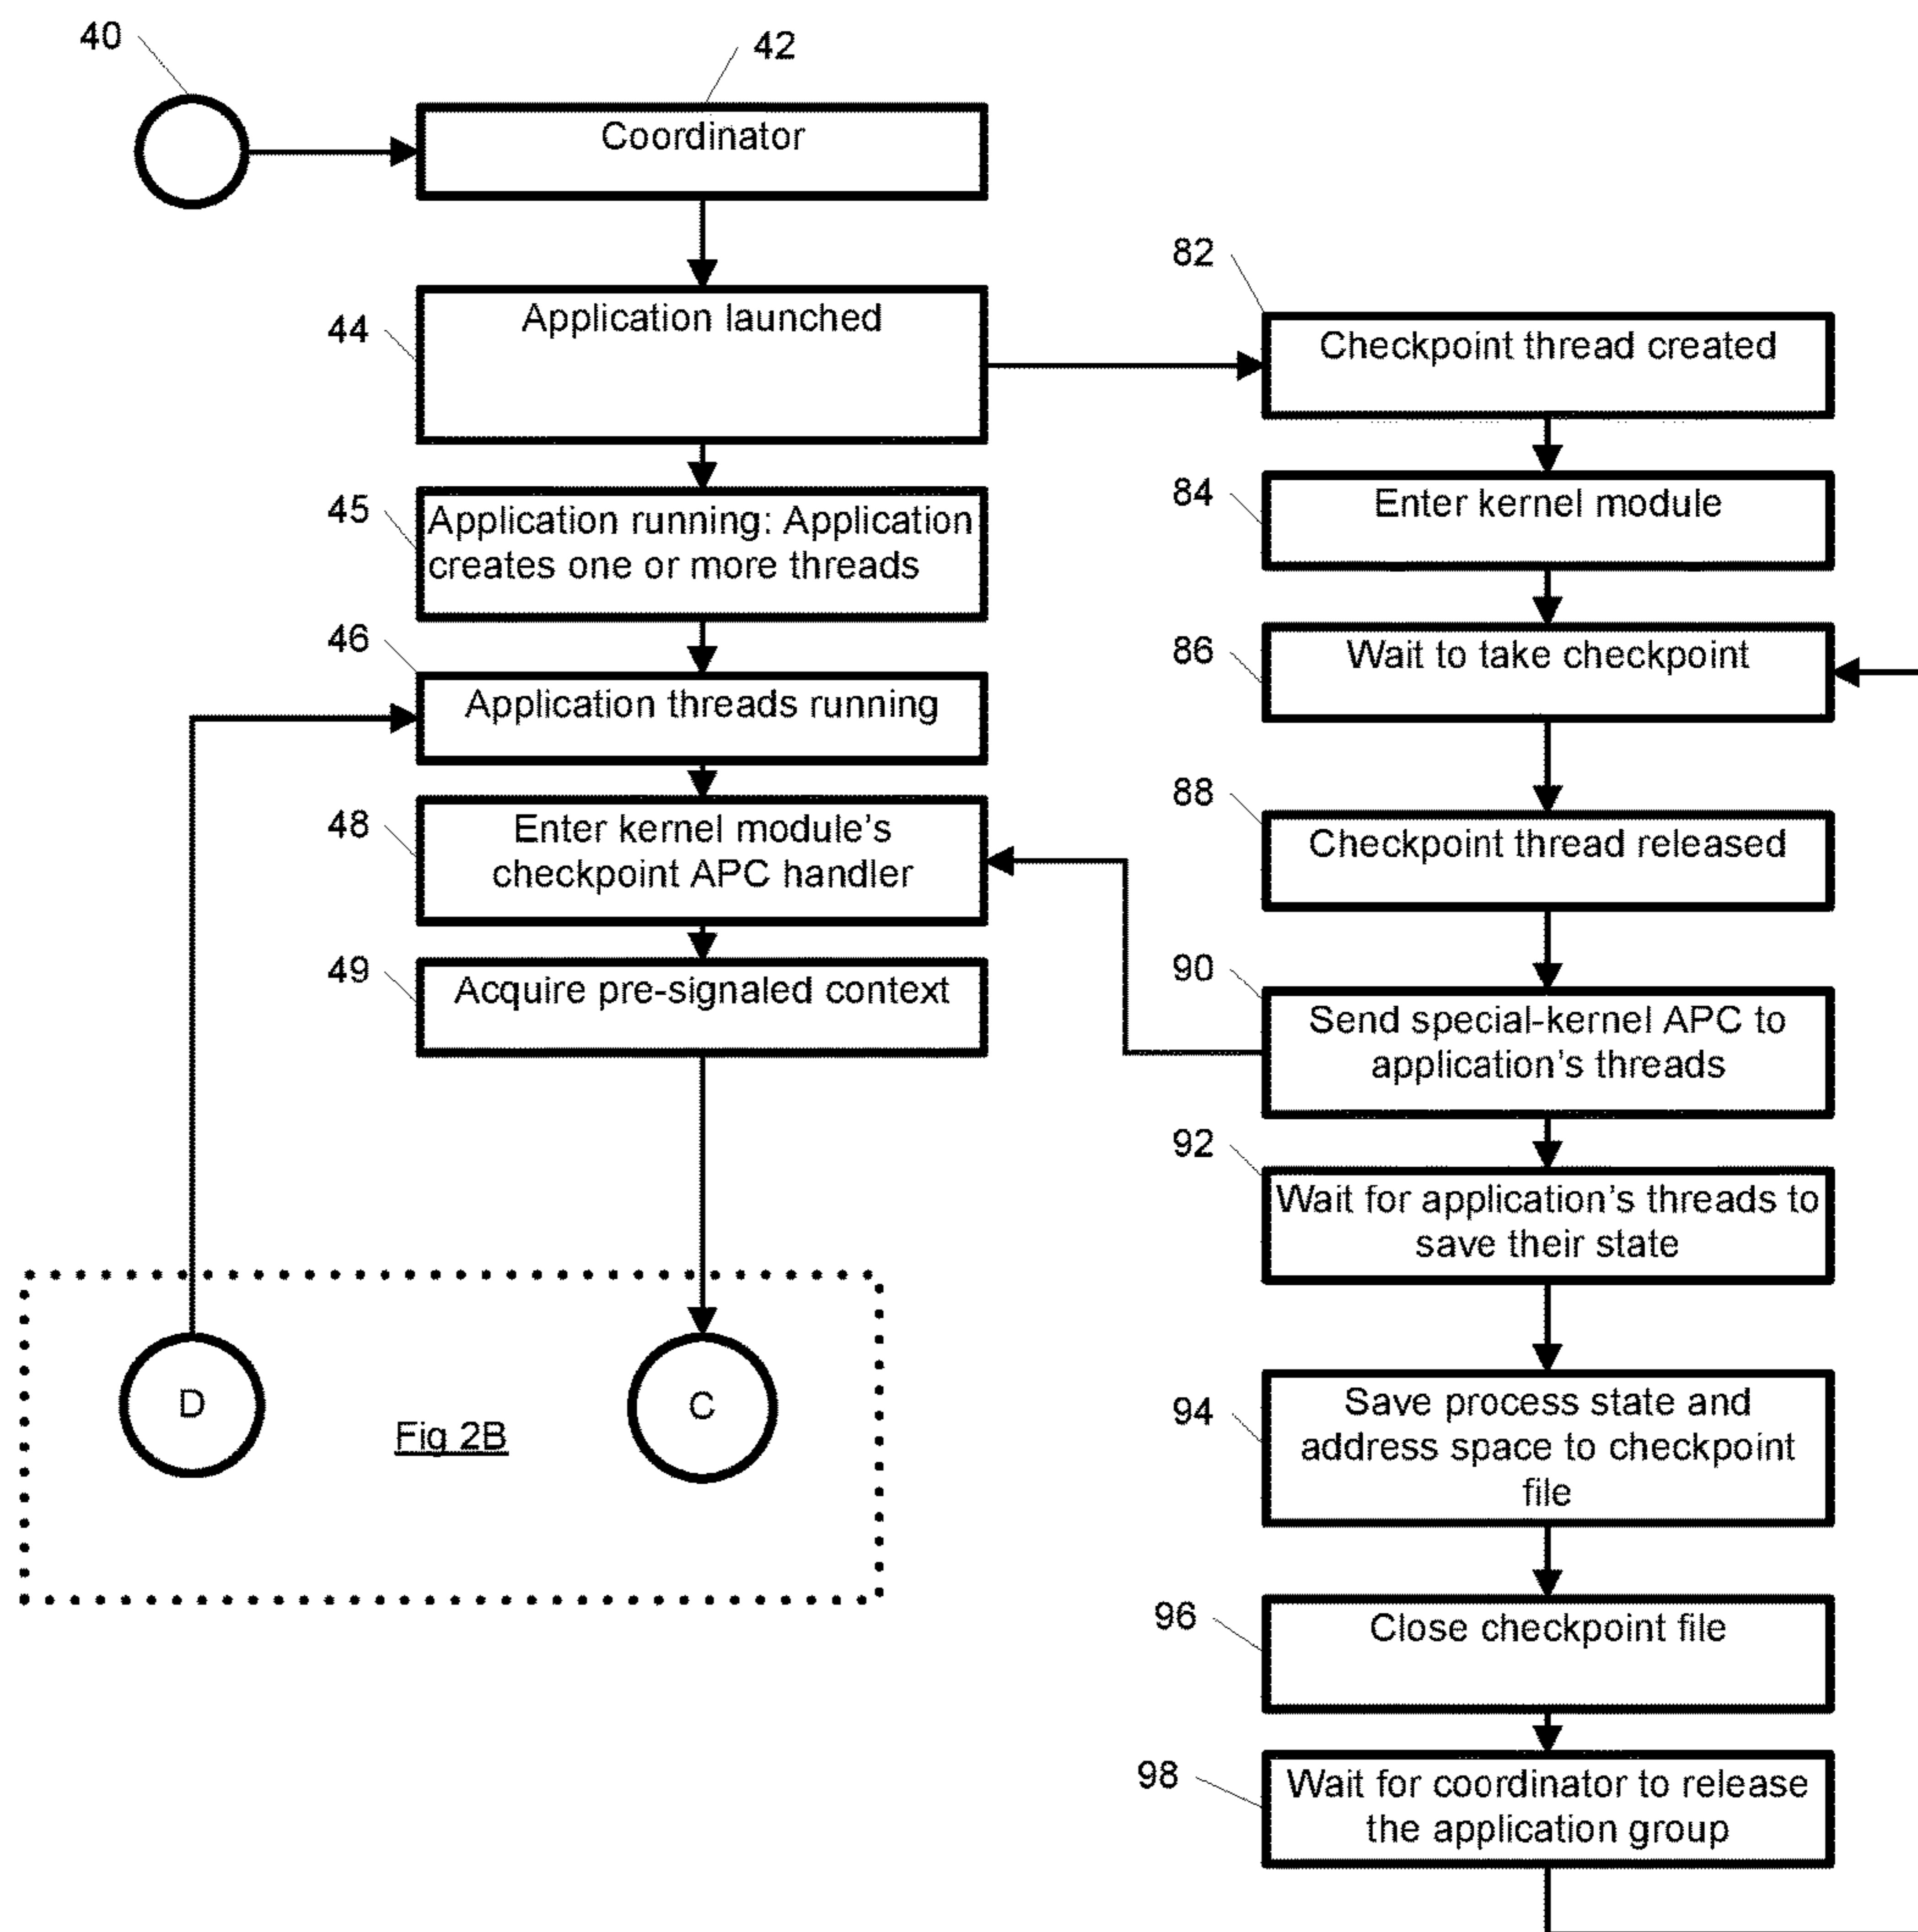 40
42
Coordinator
44
Application launched
45
Application running: Application
creates one or more threads
46
Application threads running
48
Enter kernel module's
checkpoint APC handler
49
Acquire pre-signaled context
D
Fig 2B
C
82
Checkpoint thread created
84
Enter kernel module
86
Wait to take checkpoint
88
Checkpoint thread released
90
Send special-kernel APC to
application's threads
92
Wait for application's threads to
save their state
94
Save process state and
address space to checkpoint
file
96
Close checkpoint file
98
Wait for coordinator to release
the application group